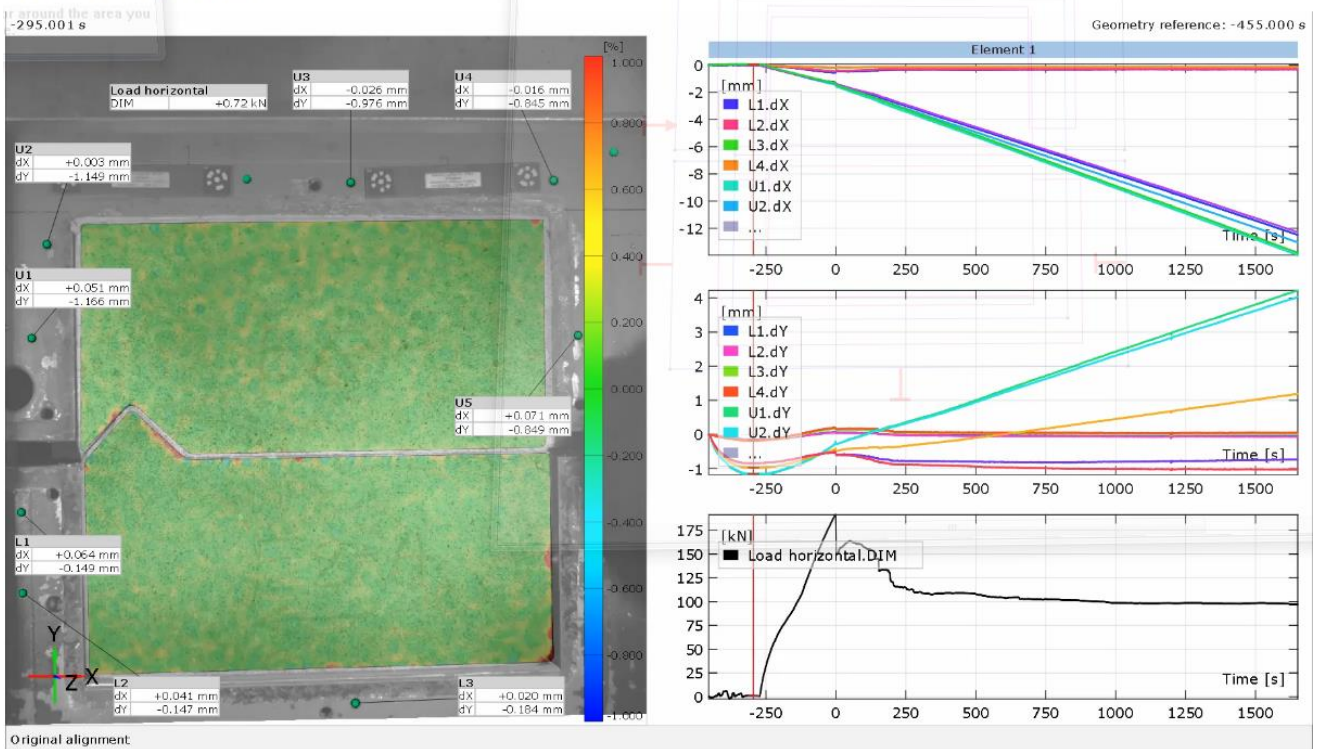 r around the area you
-295.001 s
Geometry reference: -455.000 s
[%]
1.000
0.800
0.600
0.400
0.200
0.000
-0.200
-0.400
-0.600
-0.800
-1.000
Load horizontal
DIM +0.72 kN
U3
dX -0.026 mm
dY -0.976 mm
U4
dX -0.016 mm
dY -0.845 mm
U2
dX +0.003 mm
dY -1.149 mm
U1
dX +0.051 mm
dY -1.166 mm
U5
dX +0.071 mm
dY -0.849 mm
L1
dX +0.064 mm
dY -0.149 mm
L2
dX +0.041 mm
dY -0.147 mm
L3
dX +0.020 mm
dY -0.184 mm
Y
Z X
Original alignment
Element 1
0
-2
-4
-6
-8
-10
-12
[mm]
L1.dX
L2.dX
L3.dX
L4.dX
U1.dX
U2.dX
...
Time [s]
-250 0 250 500 750 1000 1250 1500
4
3
2
1
0
-1
[mm]
L1.dY
L2.dY
L3.dY
L4.dY
U1.dY
U2.dY
...
Time [s]
-250 0 250 500 750 1000 1250 1500
175
150
125
100
75
50
25
0
[kN]
Load horizontal.DIM
Time [s]
-250 0 250 500 750 1000 1250 1500